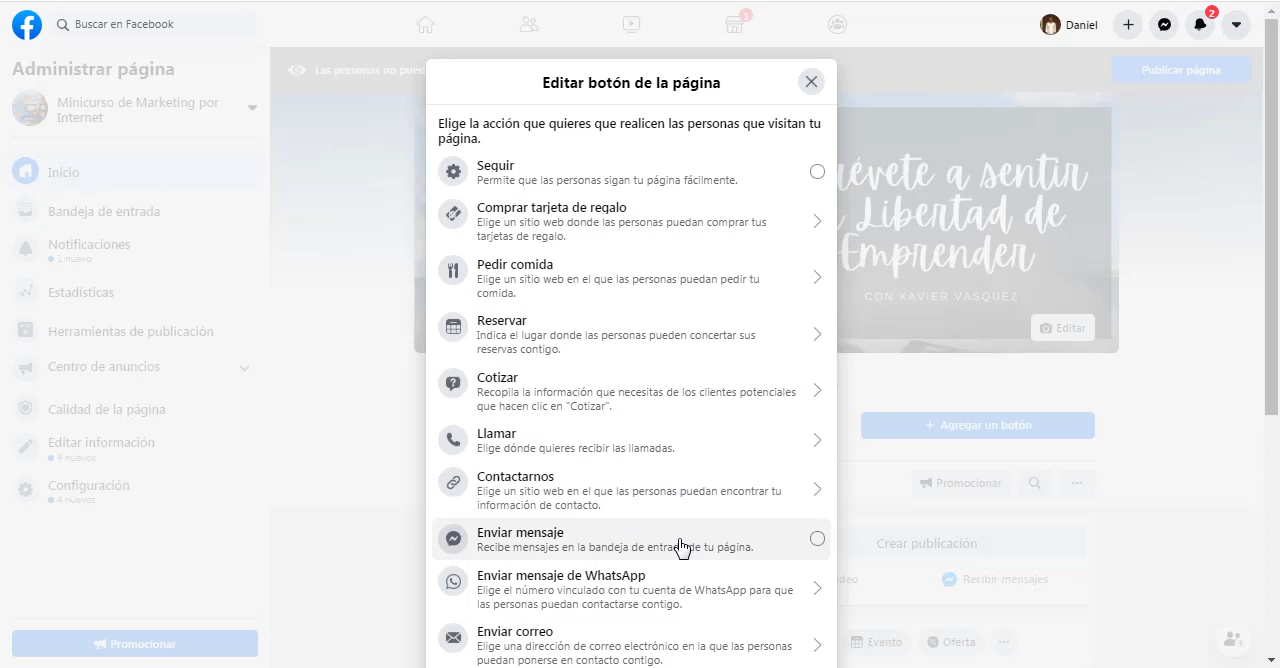 Buscar en Facebook
1
Daniel
2
Administrar página
Minicurso de Marketing por
Internet
Inicio
Bandeja de entrada
Notificaciones
1 nuevo
Estadísticas
Herramientas de publicación
Centro de anuncios
Calidad de la página
Editar información
4 nuevos
Configuración
4 nuevos
Promocionar
Las personas no pued
Publicar página
Editar botón de la página
Elige la acción que quieres que realicen las personas que visitan tu
página.
Seguir
Permite que las personas sigan tu página fácilmente.
Comprar tarjeta de regalo
Elige un sitio web donde las personas puedan comprar tus
tarjetas de regalo.
Pedir comida
Elige un sitio web en el que las personas puedan pedir tu
comida.
Reservar
Indica el lugar donde las personas pueden concertar sus
reservas contigo.
Cotizar
Recopila la información que necesitas de los clientes potenciales
que hacen clic en "Cotizar".
Llamar
Elige dónde quieres recibir las llamadas.
Contactarnos
Elige un sitio web en el que las personas puedan encontrar tu
información de contacto.
Enviar mensaje
Recibe mensajes en la bandeja de entrada de tu página.
Enviar mensaje de WhatsApp
Elige el número vinculado con tu cuenta de WhatsApp para que
las personas puedan contactarse contigo.
Enviar correo
Elige una dirección de correo electrónico en la que las personas
puedan ponerse en contacto contigo.
révete a sentir
Libertad de
Emprender
CON XAVIER VASQUEZ
Editar
+ Agregar un botón
Promocionar
Crear publicación
ideo
Recibir mensajes
Evento
Oferta